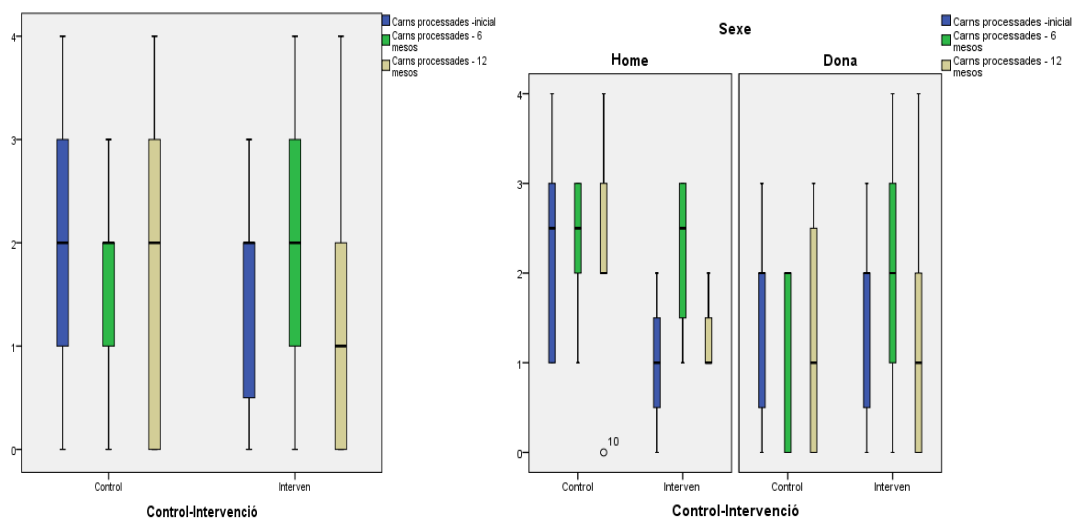 Carns processades -inicial
Carns processades - 6
mesos
Carns processades - 12
mesos
4
3
2
1
0
Control
Interven
Control-Intervenció
Sexe
Home
Dona
Carns processades -inicial
Carns processades - 6
mesos
Carns processades - 12
mesos
4
3
2
1
0
10
Control
Interven
Control
Interven
Control-Intervenció